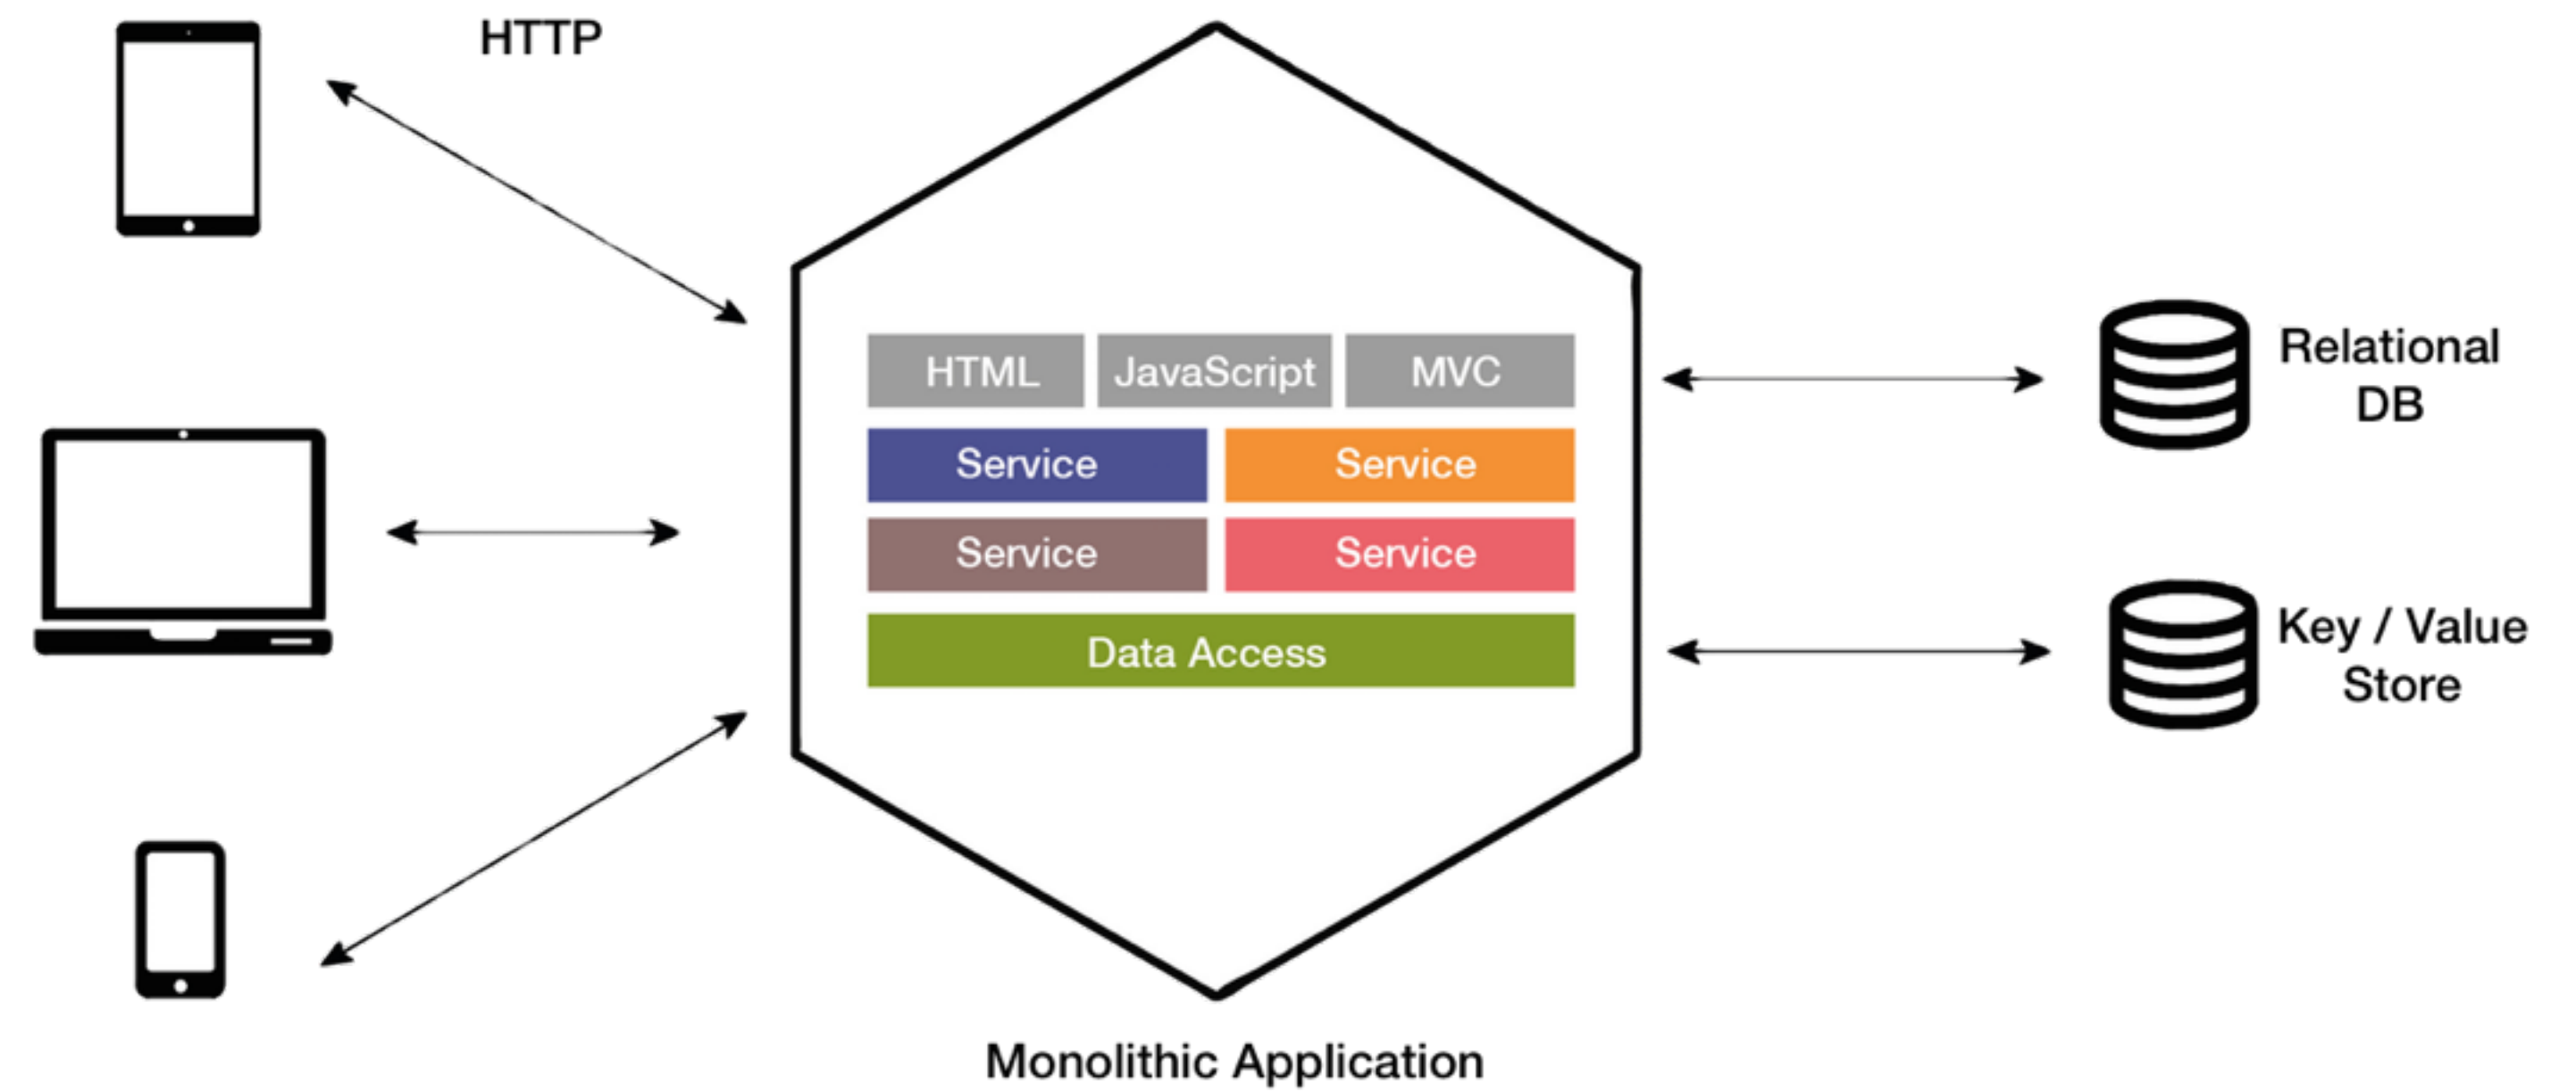 HTTP
HTML
JavaScript
MVC
Service
Service
Service
Service
Data Access
Relational
DB
Key / Value
Store
Monolithic Application